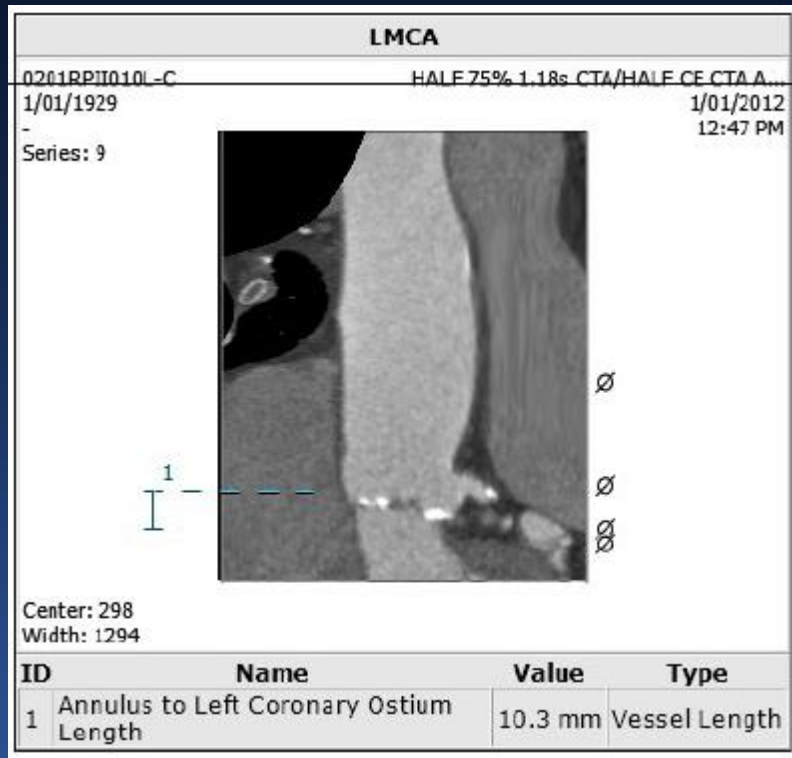 LMCA
0201RPII010L-C HALF 75% 1.18s CTA/HALF CE CTA A...
1/01/1929 1/01/2012
- 12:47 PM
Series: 9
1
Ø
Ø
Ø
Ø
Center: 298
Width: 1294
ID Name Value Type
1 Annulus to Left Coronary Ostium Length 10.3 mm Vessel Length